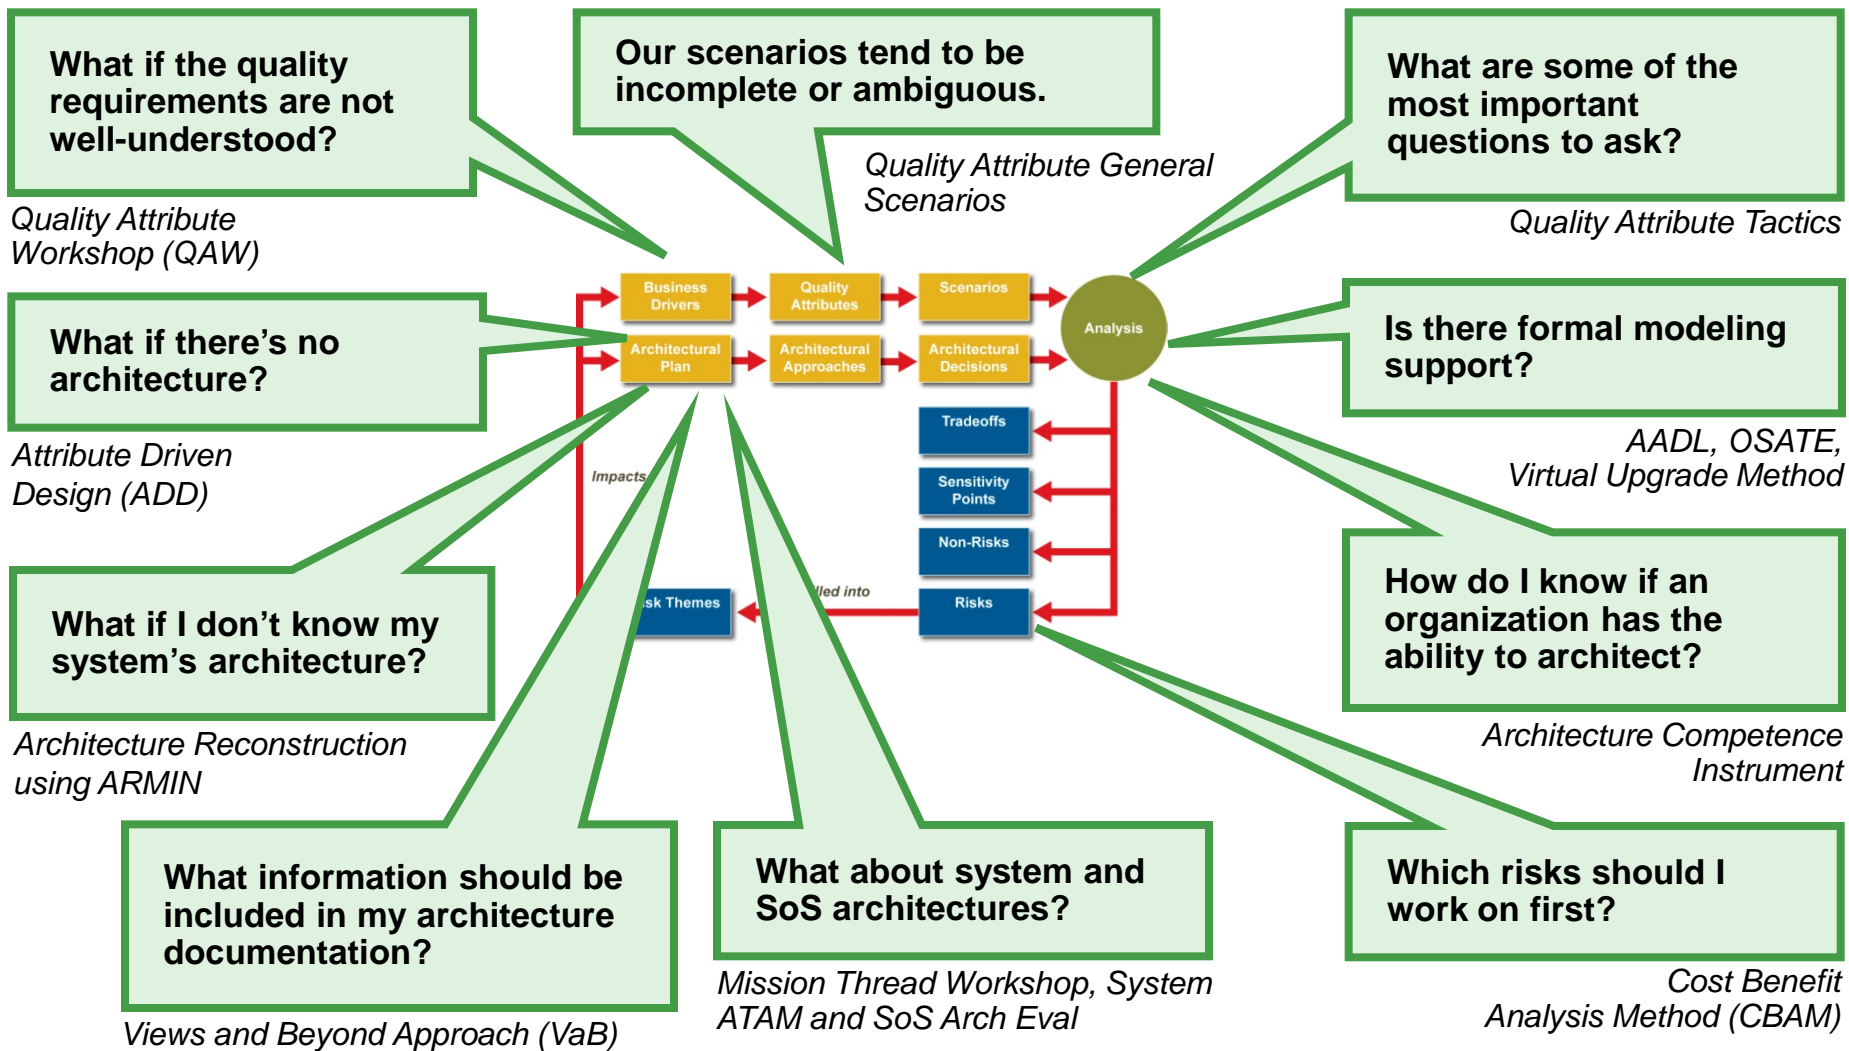 What if the quality
requirements are not
well-understood?
Quality Attribute
Workshop (QAW)
Our scenarios tend to be
incomplete or ambiguous.
Quality Attribute General
Scenarios
What are some of the
most important
questions to ask?
Quality Attribute Tactics
What if there’s no
architecture?
Attribute Driven
Design (ADD)
Business
Drivers
Quality
Attributes
Scenarios
Analysis
Architectural
Plan
Architectural
Approaches
Architectural
Decisions
Tradeoffs
Sensitivity
Points
Non-Risks
Risks
Impacts
Themes
into
Is there formal modeling
support?
AADL, OSATE,
Virtual Upgrade Method
What if I don’t know my
system’s architecture?
Architecture Reconstruction
using ARMIN
How do I know if an
organization has the
ability to architect?
Architecture Competence
Instrument
What information should be
included in my architecture
documentation?
Views and Beyond Approach (VaB)
What about system and
SoS architectures?
Mission Thread Workshop, System
ATAM and SoS Arch Eval
Which risks should I
work on first?
Cost Benefit
Analysis Method (CBAM)